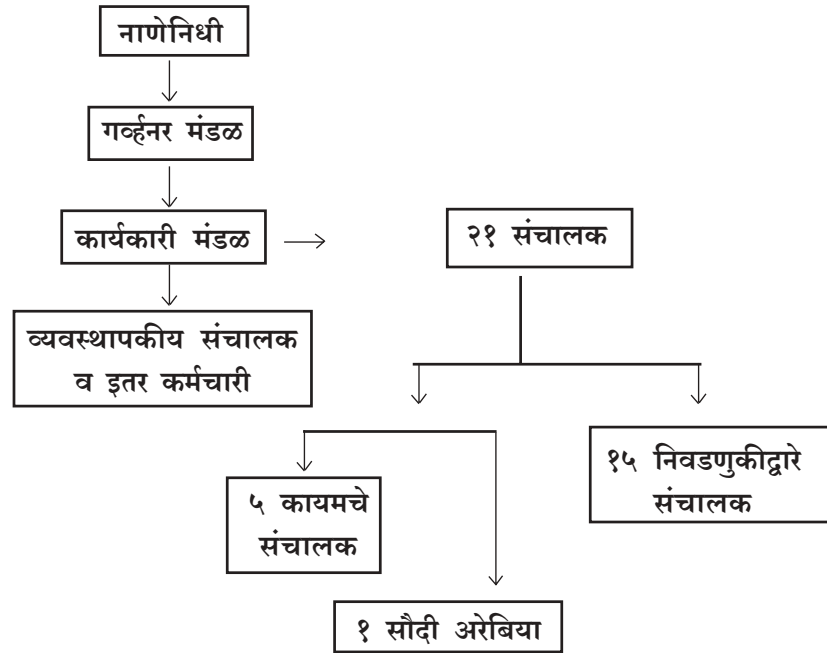 नाणेनिधी
गर्व्हनर मंडळ
कार्यकारी मंडळ
२१ संचालक
व्यवस्थापकीय संचालक
व इतर कर्मचारी
५ कायमचे
संचालक
१५ निवडणुकीद्वारे
संचालक
१ सौदी अरेबिया